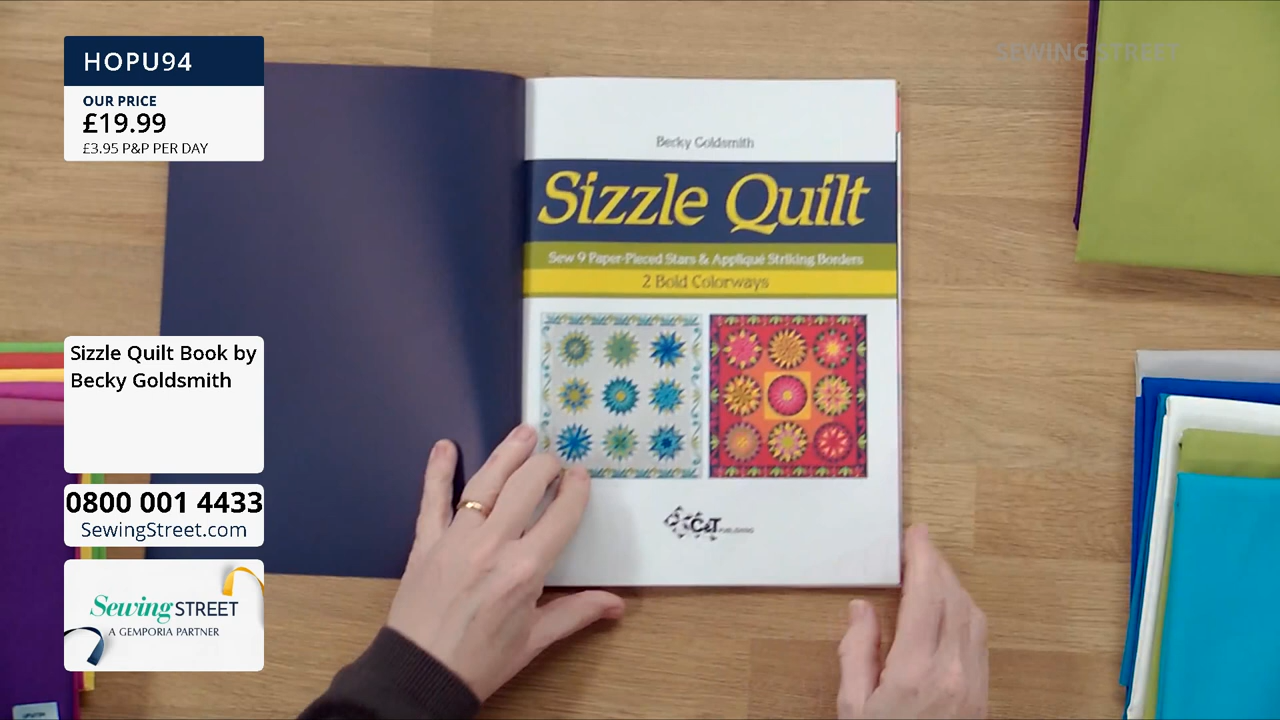 HOPU94
OUR PRICE
£19.99
£3.95 P&P PER DAY
SEWING STREET
Becky Goldsmith
Sizzle Quilt
Sew 9 Paper-Pieced Stars & Appliqué Striking Borders
2 Bold Colorways
C&T PUBLISHING
Sizzle Quilt Book by
Becky Goldsmith
0800 001 4433
SewingStreet.com
Sewing STREET
A GEMPORIA PARTNER